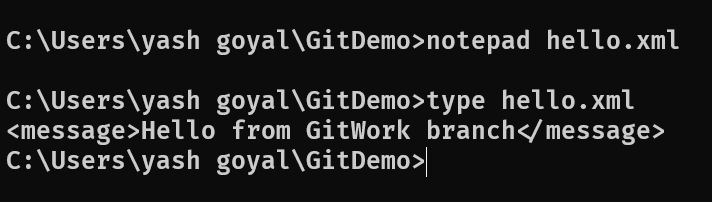 C:\Users\yash goyal\GitDemo>notepad hello.xml
C:\Users\yash goyal\GitDemo>type hello.xml
<message>Hello from GitWork branch</message>
C:\Users\yash goyal\GitDemo>